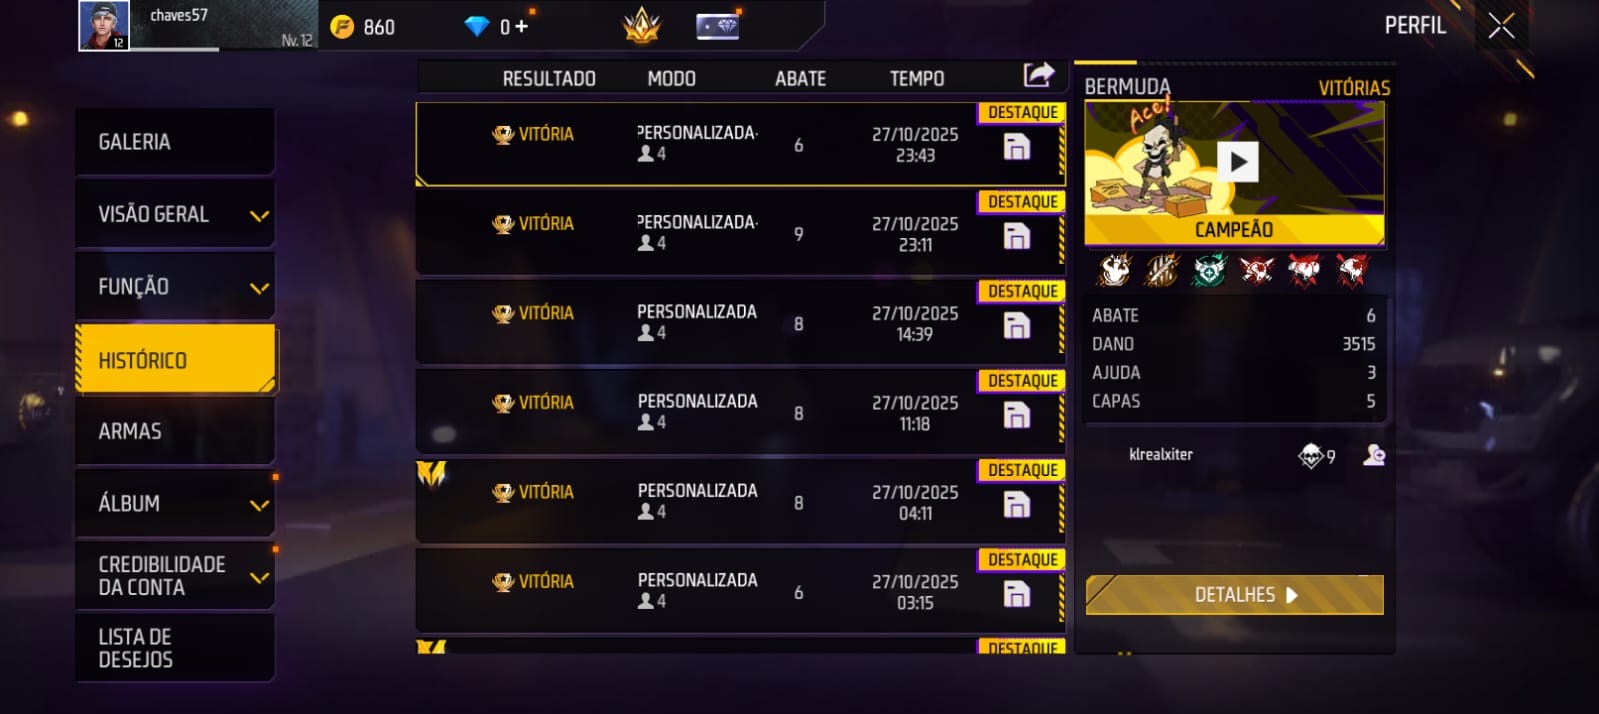 chaves57
12
Nv. 12
860
0 +
PERFIL
GALERIA
VISÃO GERAL
FUNÇÃO
HISTÓRICO
ARMAS
ÁLBUM
CREDIBILIDADE
DA CONTA
LISTA DE
DESEJOS
RESULTADO MODO ABATE TEMPO
DESTAQUE
VITÓRIA PERSONALIZADA- 6 27/10/2025
4 23:43
DESTAQUE
VITÓRIA PERSONALIZADA- 9 27/10/2025
4 23:11
DESTAQUE
VITÓRIA PERSONALIZADA 8 27/10/2025
4 14:39
DESTAQUE
VITÓRIA PERSONALIZADA 8 27/10/2025
4 11:18
DESTAQUE
VITÓRIA PERSONALIZADA 8 27/10/2025
4 04:11
DESTAQUE
VITÓRIA PERSONALIZADA 6 27/10/2025
4 03:15
DESTAQUE
BERMUDA VITÓRIAS
Ace!
CAMPEÃO
ABATE 6
DANO 3515
AJUDA 3
CAPAS 5
klrealxiter 9
DETALHES